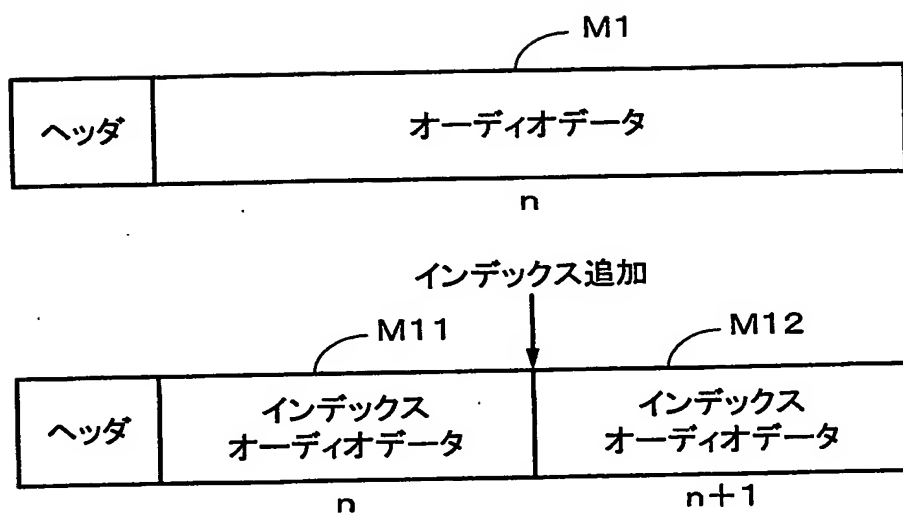 M1
ヘッダ
オーディオデータ
n
インデックス追加
M11
M12
ヘッダ
インデックス
オーディオデータ
インデックス
オーディオデータ
n
n+1